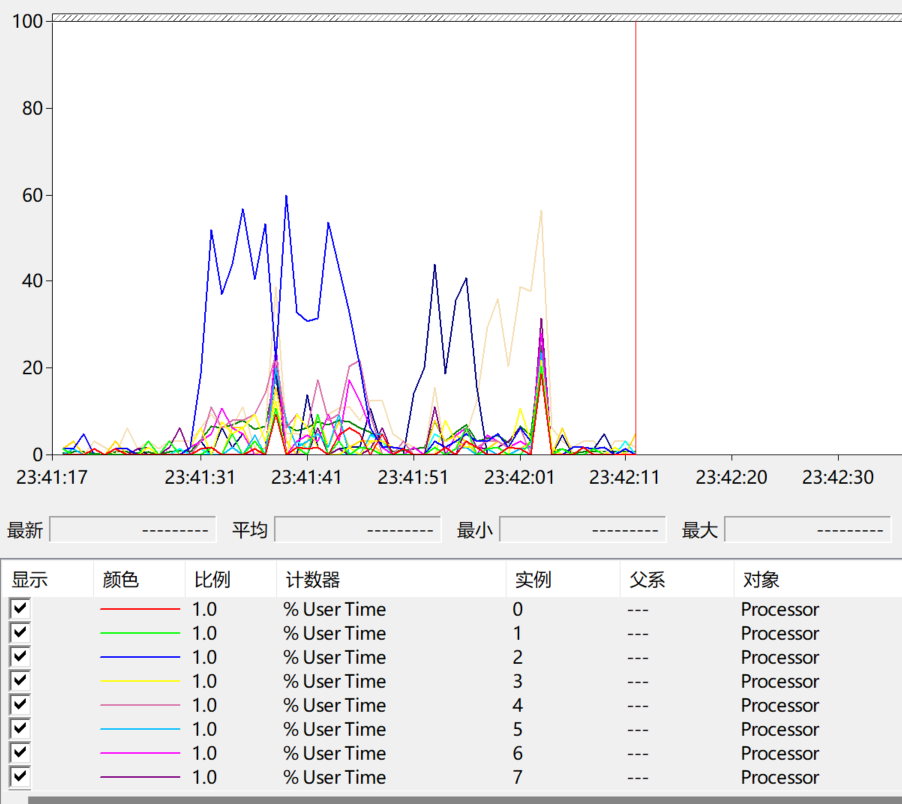 100
80
60
40
20
0
23:41:17 23:41:31 23:41:41 23:41:51 23:42:01 23:42:11 23:42:20 23:42:30
最新 --------- 平均 --------- 最小 --------- 最大 ---------
显示 颜色 比例 计数器 实例 父系 对象
1.0 % User Time 0 --- Processor
1.0 % User Time 1 --- Processor
1.0 % User Time 2 --- Processor
1.0 % User Time 3 --- Processor
1.0 % User Time 4 --- Processor
1.0 % User Time 5 --- Processor
1.0 % User Time 6 --- Processor
1.0 % User Time 7 --- Processor